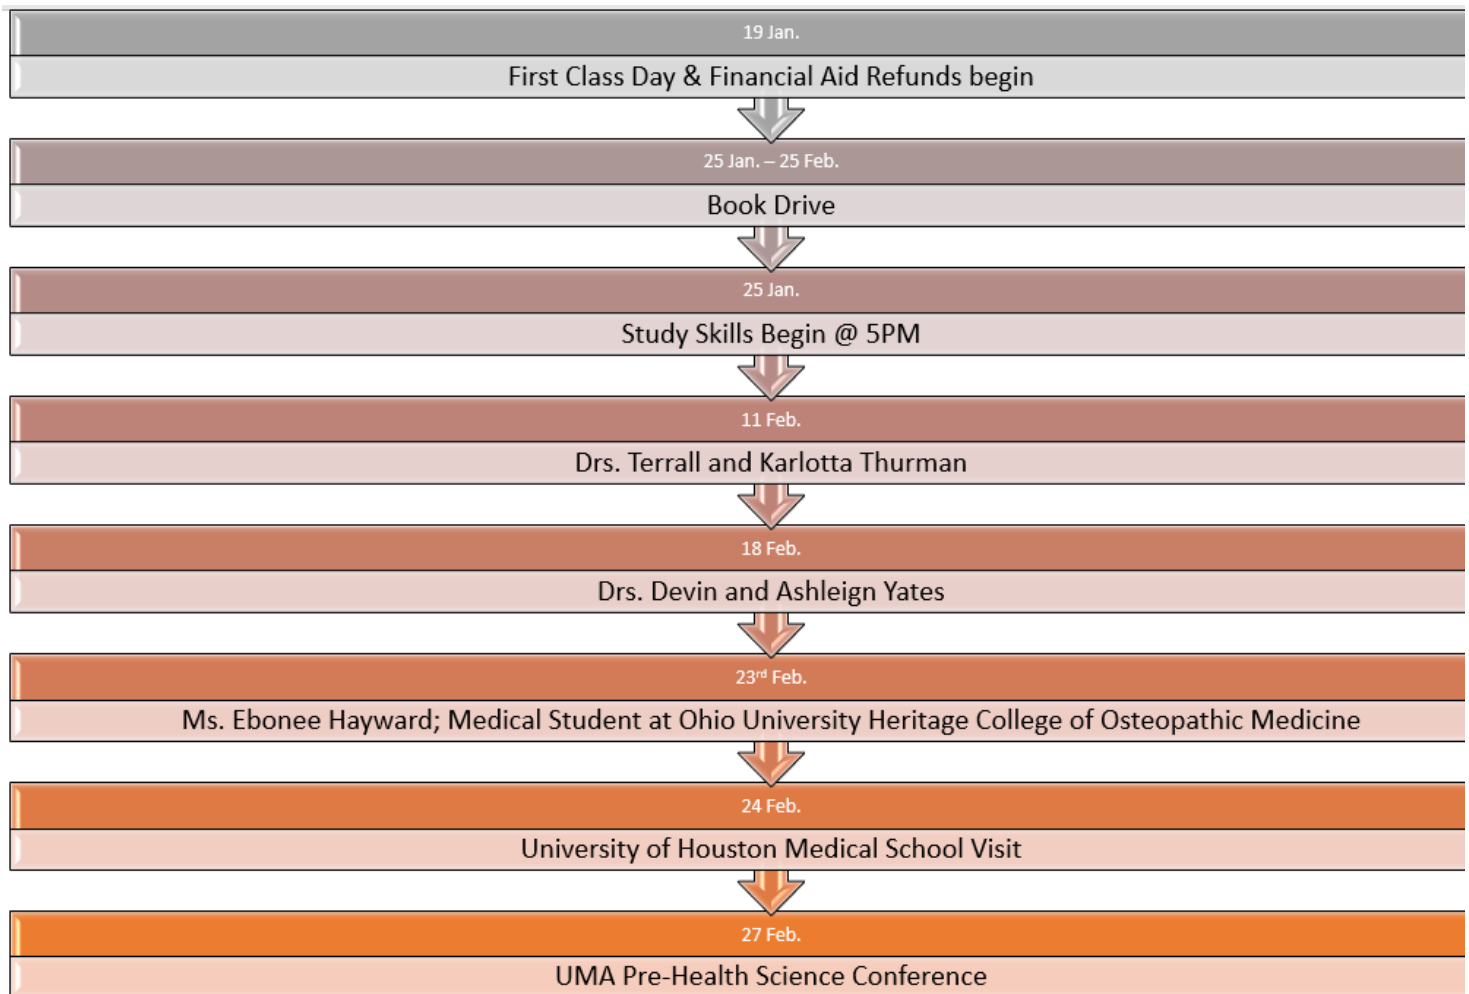 19 Jan.
First Class Day & Financial Aid Refunds begin
25 Jan. – 25 Feb.
Book Drive
25 Jan.
Study Skills Begin @ 5PM
11 Feb.
Drs. Terrall and Karlotta Thurman
18 Feb.
Drs. Devin and Ashleign Yates
23rd Feb.
Ms. Ebonee Hayward; Medical Student at Ohio University Heritage College of Osteopathic Medicine
24 Feb.
University of Houston Medical School Visit
27 Feb.
UMA Pre-Health Science Conference